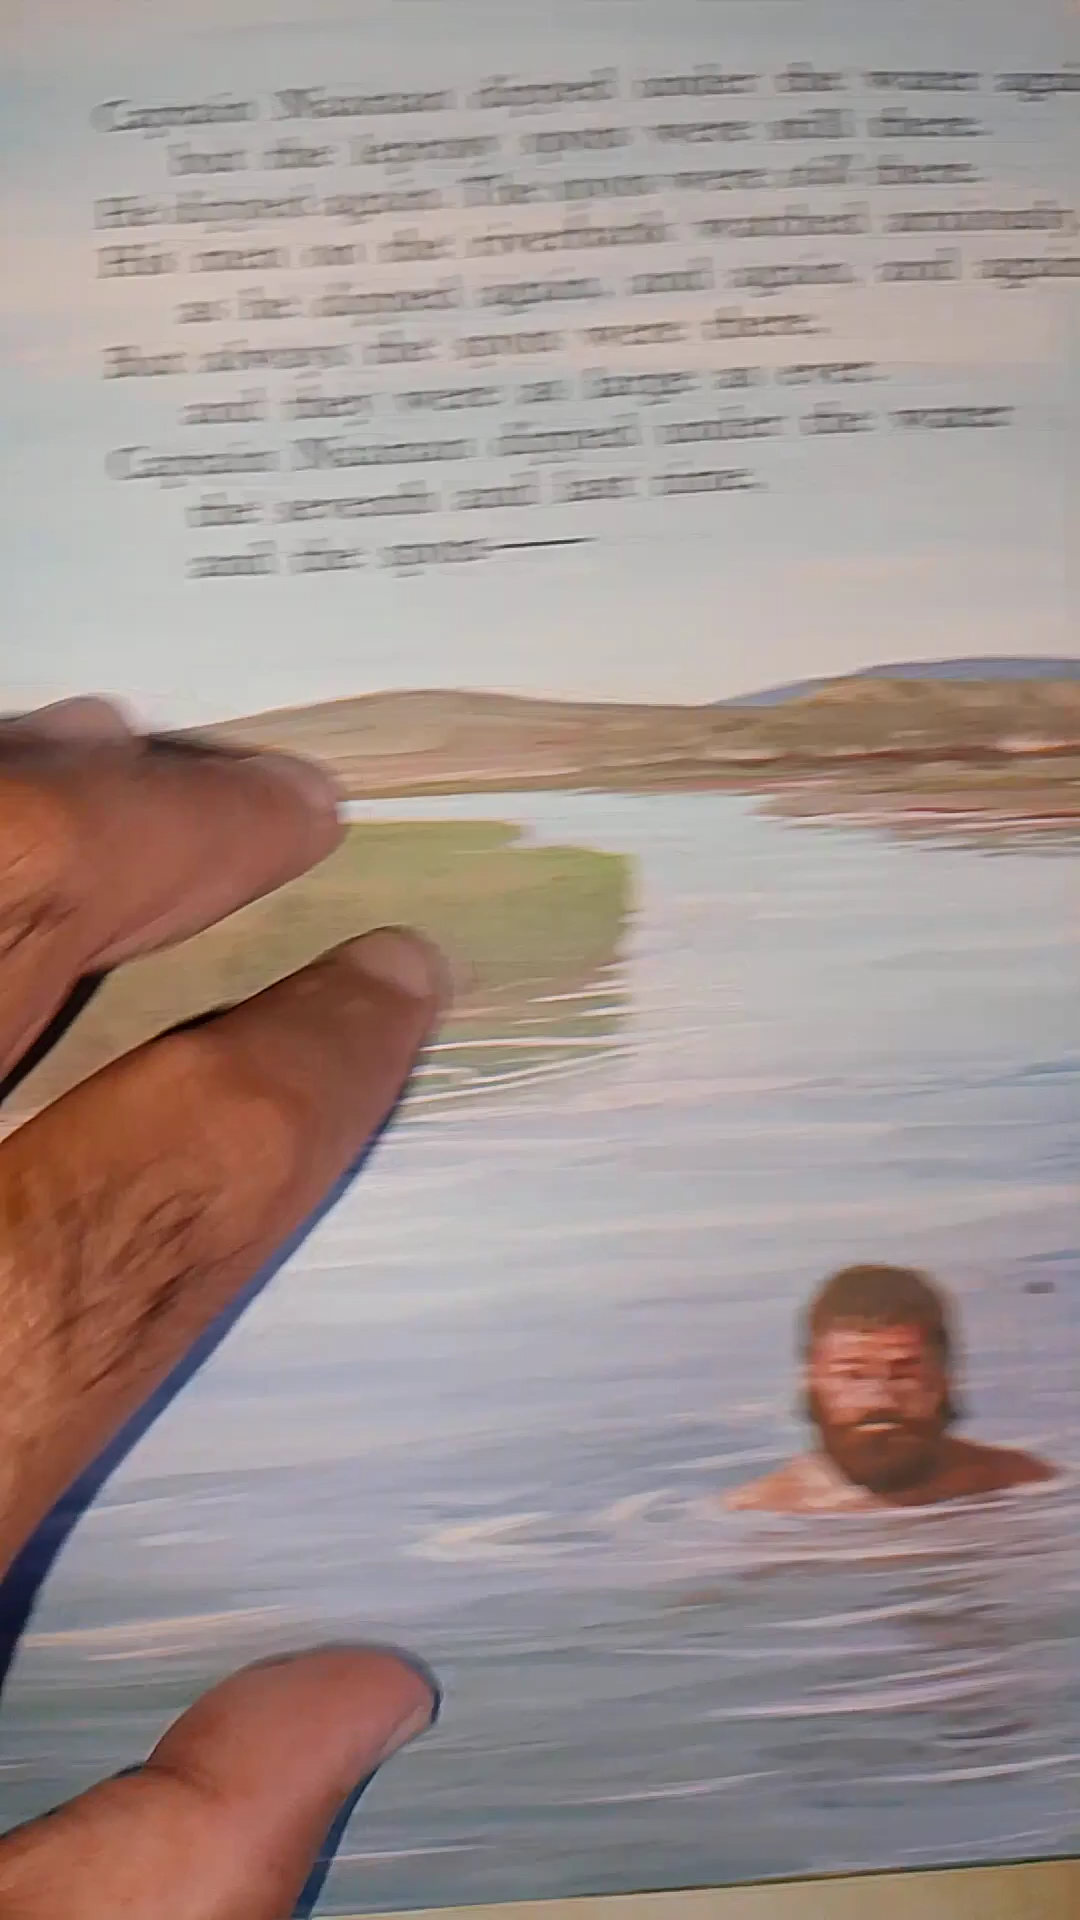 Captain Naaman dipped under the water again
but the leprosy spots were still there.
He dipped again. The spots were still there.
His men on the riverbank watched anxiously,
as he dipped again, and again, and again
But always the spots were there,
and they were as large as ever.
Captain Naaman dipped under the water
the seventh and last time,
and the spots—